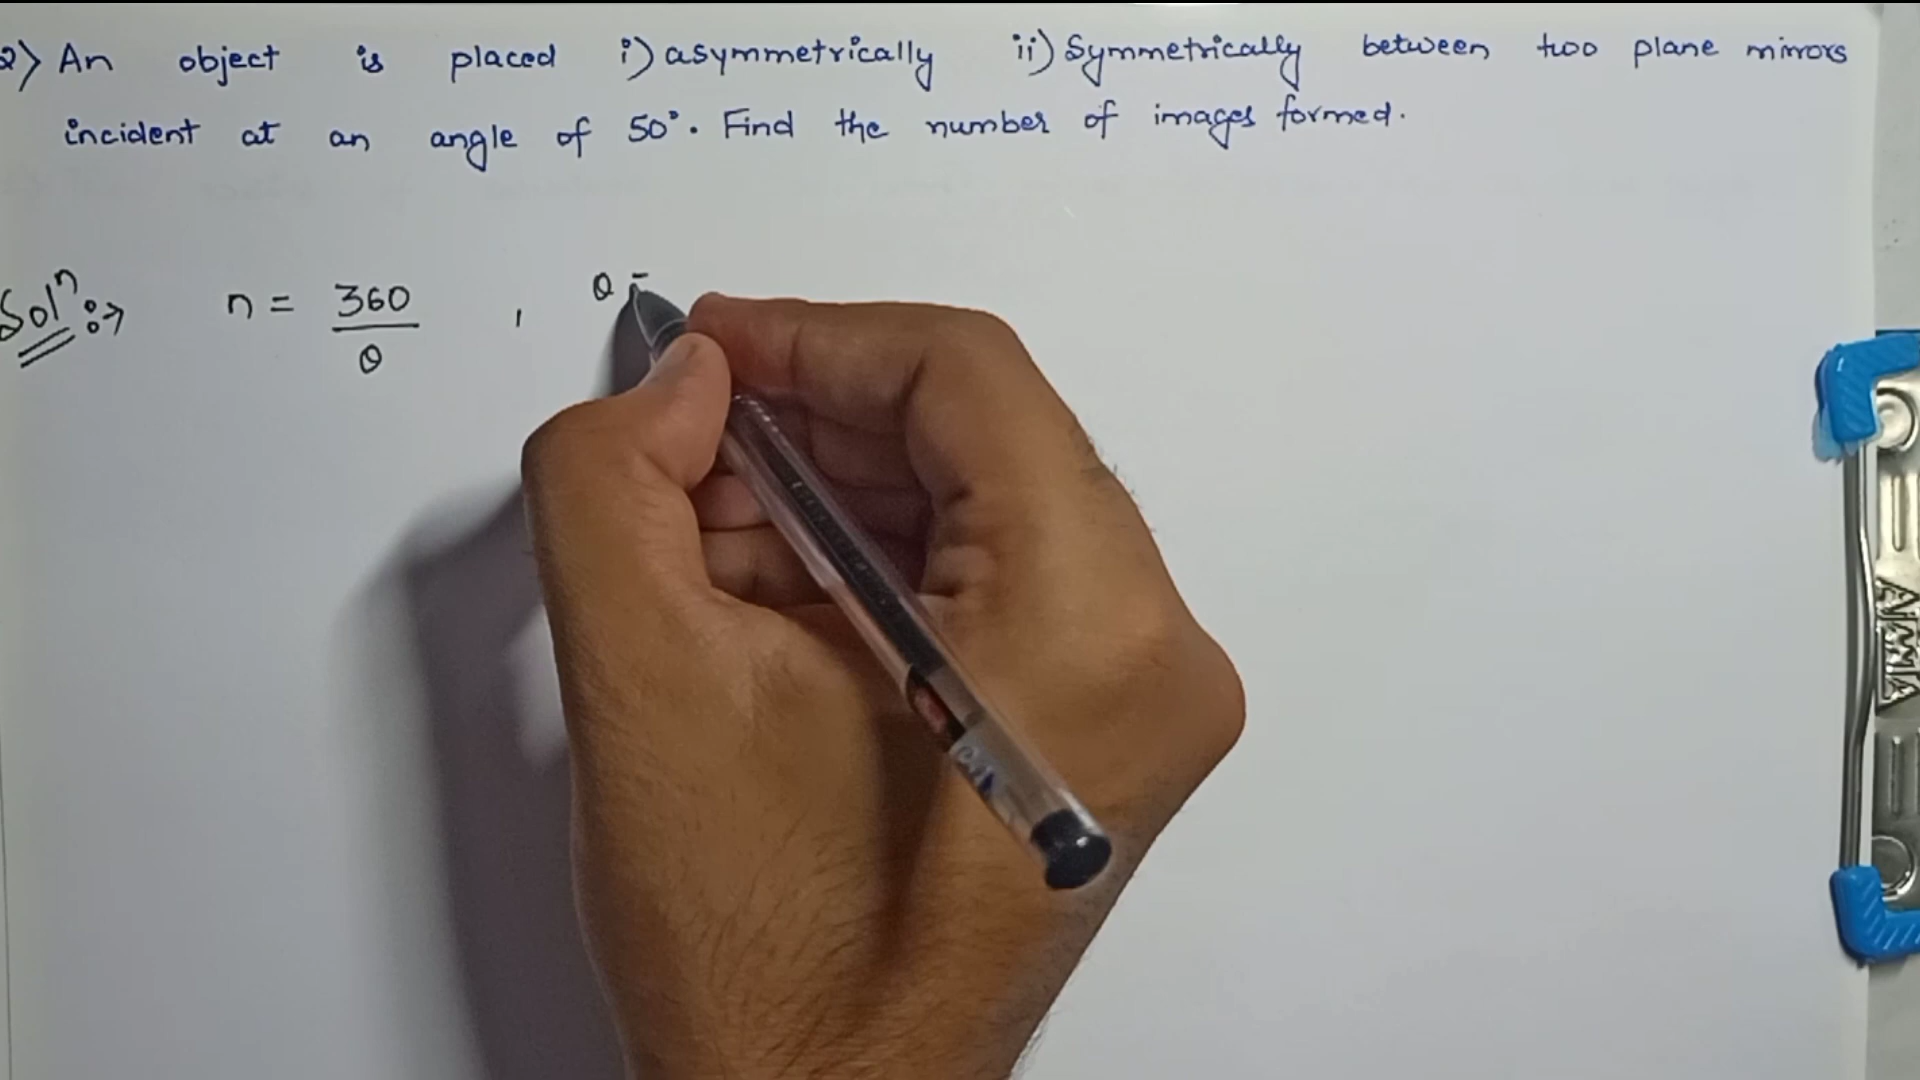 2) An object is placed i) asymmetrically ii) Symmetrically between two plane mirrors
incident at an angle of 50°. Find the number of images formed.
Solⁿ :→ n = 360/θ , θ =